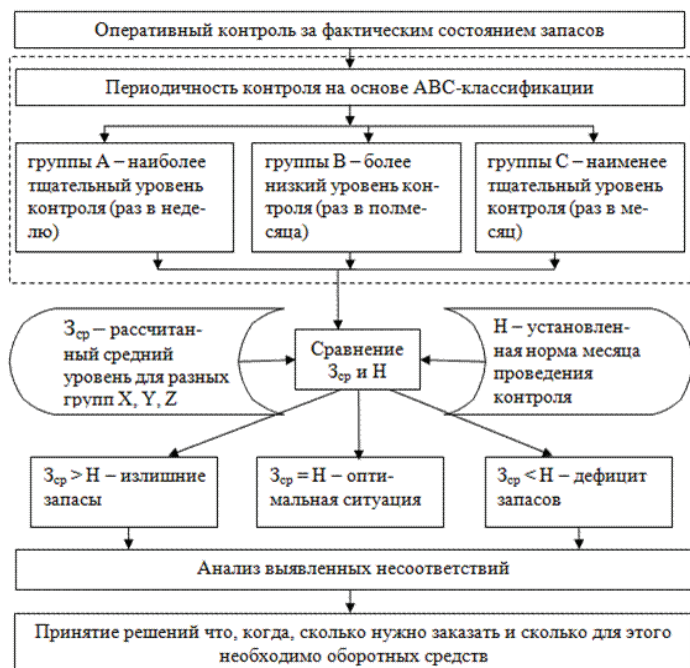 Оперативный контроль за фактическим состоянием запасов
Периодичность контроля на основе ABC-классификации
группы А – наиболее
тщательный уровень
контроля (раз в неде-
лю)
группы В – более
низкий уровень кон-
троля (раз в полме-
сяца)
группы С – наименее
тщательный уровень
контроля (раз в ме-
сяц)
Зср – рассчитан-
ный средний
уровень для разных
групп X, Y, Z
Сравнение
Зср и Н
Н – установлен-
ная норма месяца
проведения
контроля
Зср > Н – излишние
запасы
Зср = Н – опти-
мальная ситуация
Зср < Н – дефицит
запасов
Анализ выявленных несоответствий
Принятие решений что, когда, сколько нужно заказать и сколько для этого
необходимо оборотных средств